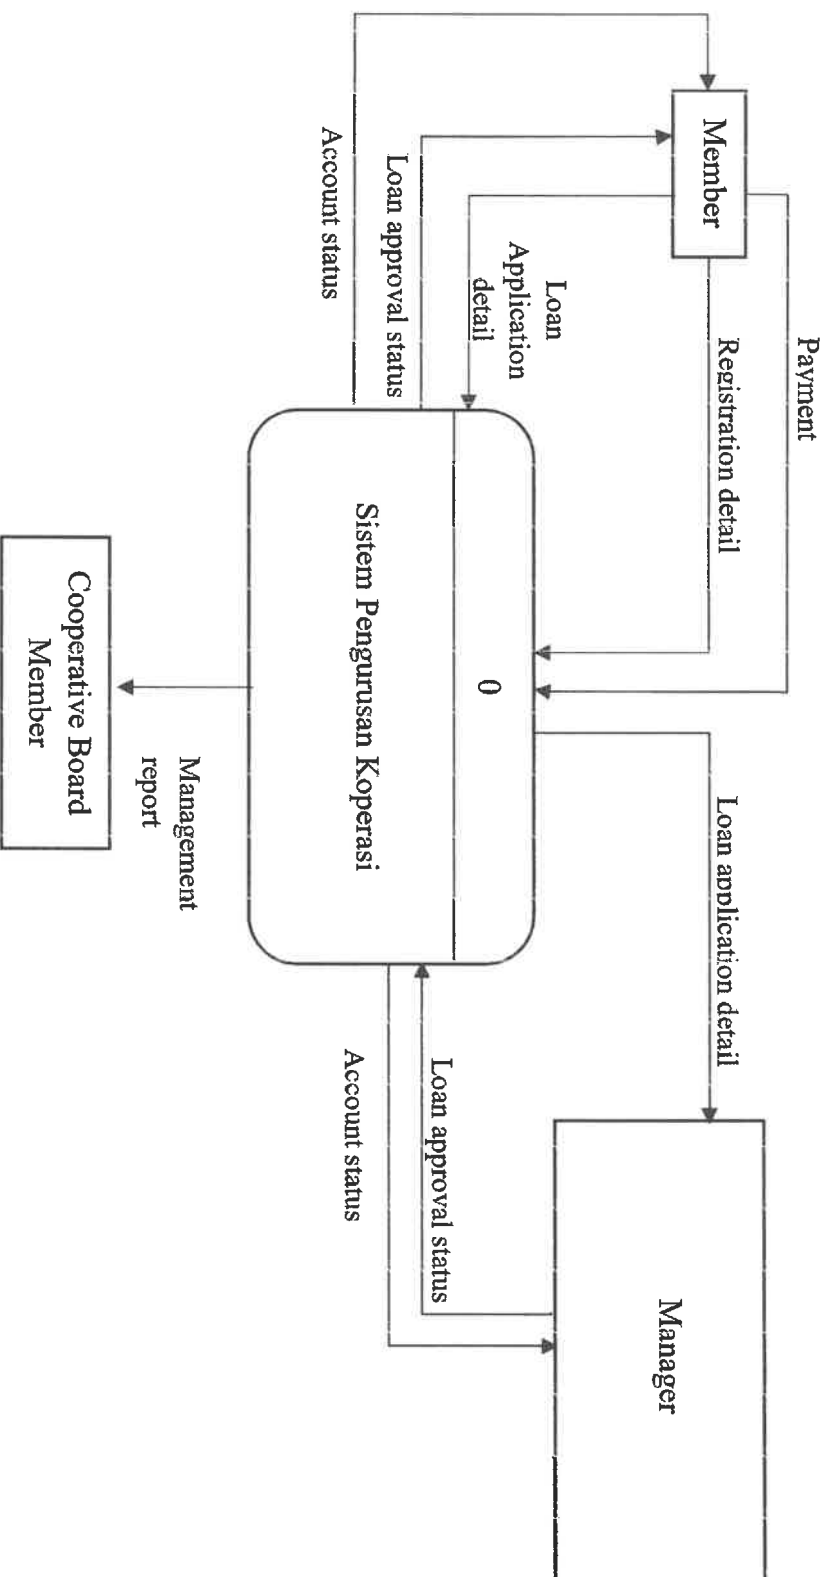 Payment
Registration detail
Loan application detail
Member
Manager
Loan
Application
detail
0
Loan approval status
Account status
Sistem Pengurusan Koperasi
Loan approval status
Account status
Management
report
Cooperative Board
Member